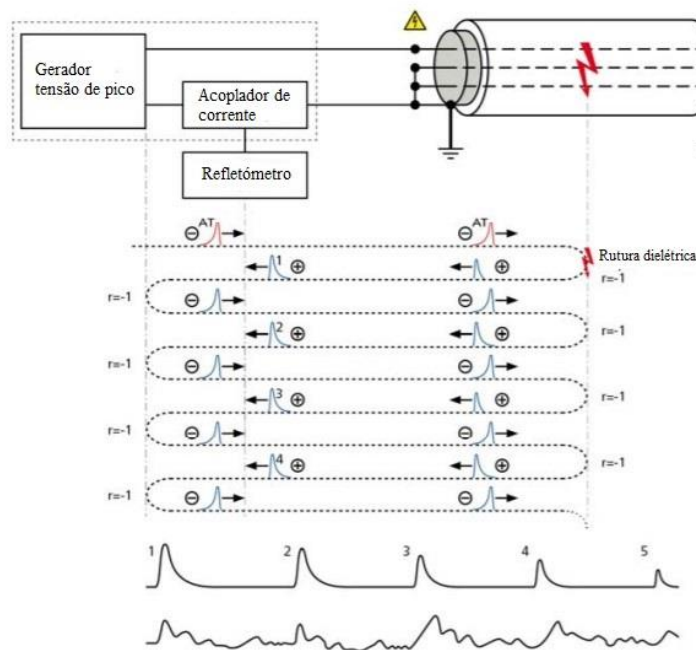 Gerador
tensão de pico
Acoplador de
corrente
Refletómetro
AT
AT
Rutura dielétrica
1
r=-1
r=-1
2
r=-1
r=-1
3
r=-1
r=-1
4
r=-1
r=-1
1 2 3 4 5